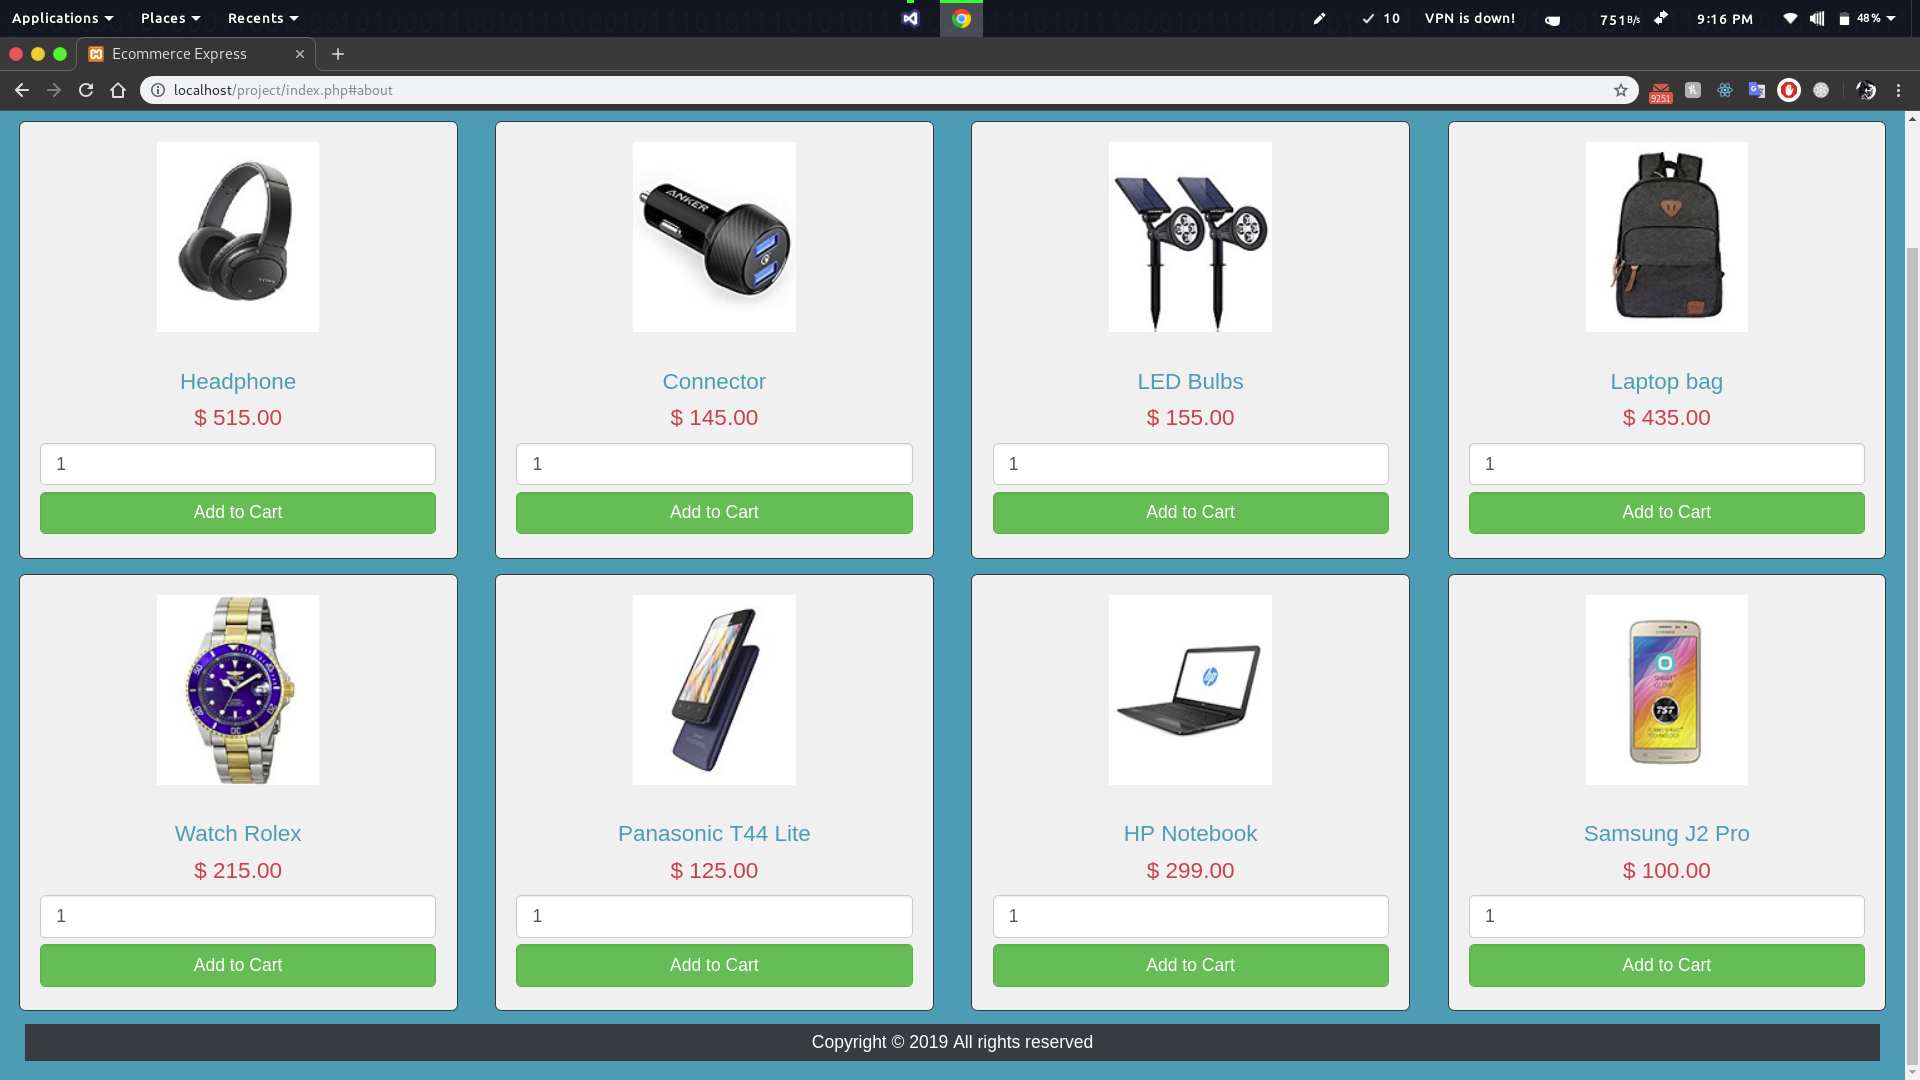 Applications Places Recents 10 VPN is down! 751 B/s 9:16 PM 48%
Ecommerce Express
localhost/project/index.php#about 9251
ANKER
Headphone Connector LED Bulbs Laptop bag
$ 515.00 $ 145.00 $ 155.00 $ 435.00
1 1 1 1
Add to Cart Add to Cart Add to Cart Add to Cart
hp
SAMSUNG
Watch Rolex Panasonic T44 Lite HP Notebook Samsung J2 Pro
$ 215.00 $ 125.00 $ 299.00 $ 100.00
1 1 1 1
Add to Cart Add to Cart Add to Cart Add to Cart
Copyright © 2019 All rights reserved